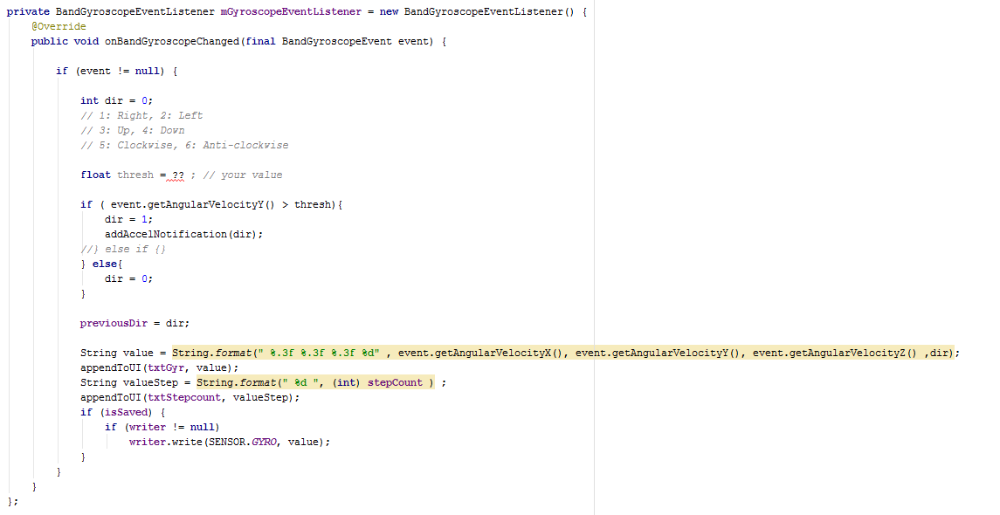 private BandGyroscopeEventListener mGyroscopeEventListener = new BandGyroscopeEventListener() {
@Override
public void onBandGyroscopeChanged(final BandGyroscopeEvent event) {
if (event != null) {
int dir = 0;
// 1: Right, 2: Left
// 3: Up, 4: Down
// 5: Clockwise, 6: Anti-clockwise
float thresh = ?? ; // your value
if ( event.getAngularVelocityY() > thresh){
dir = 1;
addAccelNotification(dir);
//} else if {}
} else{
dir = 0;
}
previousDir = dir;
String value = String.format(" %.3f %.3f %.3f %d" , event.getAngularVelocityX(), event.getAngularVelocityY(), event.getAngularVelocityZ() ,dir);
appendToUI(txtGyr, value);
String valueStep = String.format(" %d ", (int) stepCount ) ;
appendToUI(txtStepcount, valueStep);
if (isSaved) {
if (writer != null)
writer.write(SENSOR.GYRO, value);
}
}
}
};